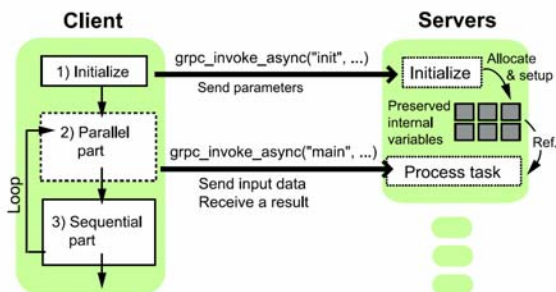 Client
Servers
1) Initialize
grpc_invoke_async("init", ...)
Send parameters
Initialize
Allocate
& setup
Preserved
internal
variables
Ref.
2) Parallel
part
grpc_invoke_async("main", ...)
Send input data
Receive a result
Process task
Loop
3) Sequential
part